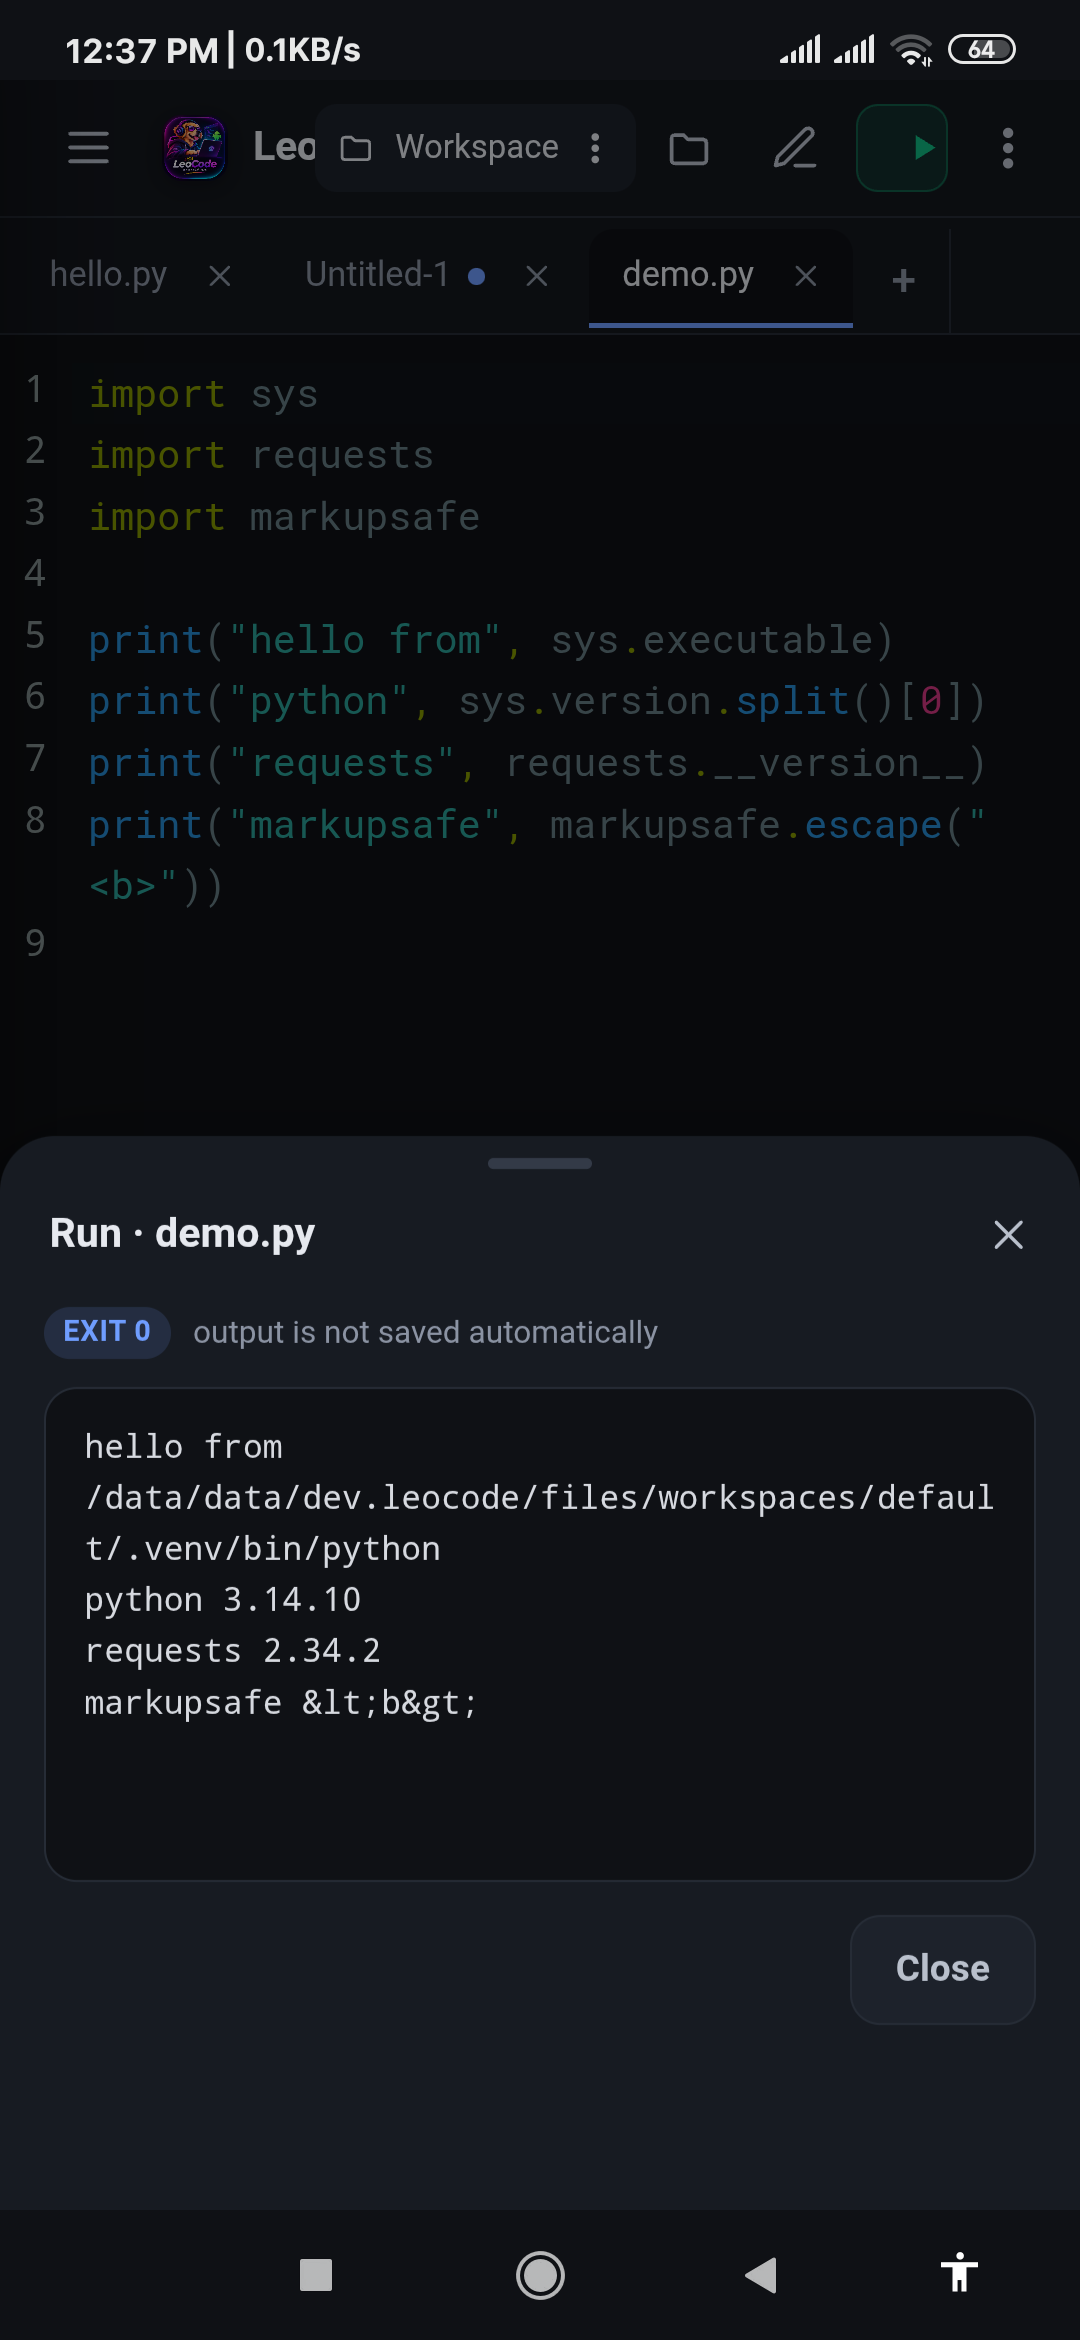 12:37 PM | 0.1KB/s
64
LeoCode
Leo
Workspace
hello.py
Untitled-1
demo.py
+
1 import sys
2 import requests
3 import markupsafe
4
5 print("hello from", sys.executable)
6 print("python", sys.version.split()[0])
7 print("requests", requests.__version__)
8 print("markupsafe", markupsafe.escape("
<b>"))
9
Run · demo.py
EXIT 0 output is not saved automatically
hello from
/data/data/dev.leocode/files/workspaces/defaul
t/.venv/bin/python
python 3.14.10
requests 2.34.2
markupsafe &lt;b&gt;
Close